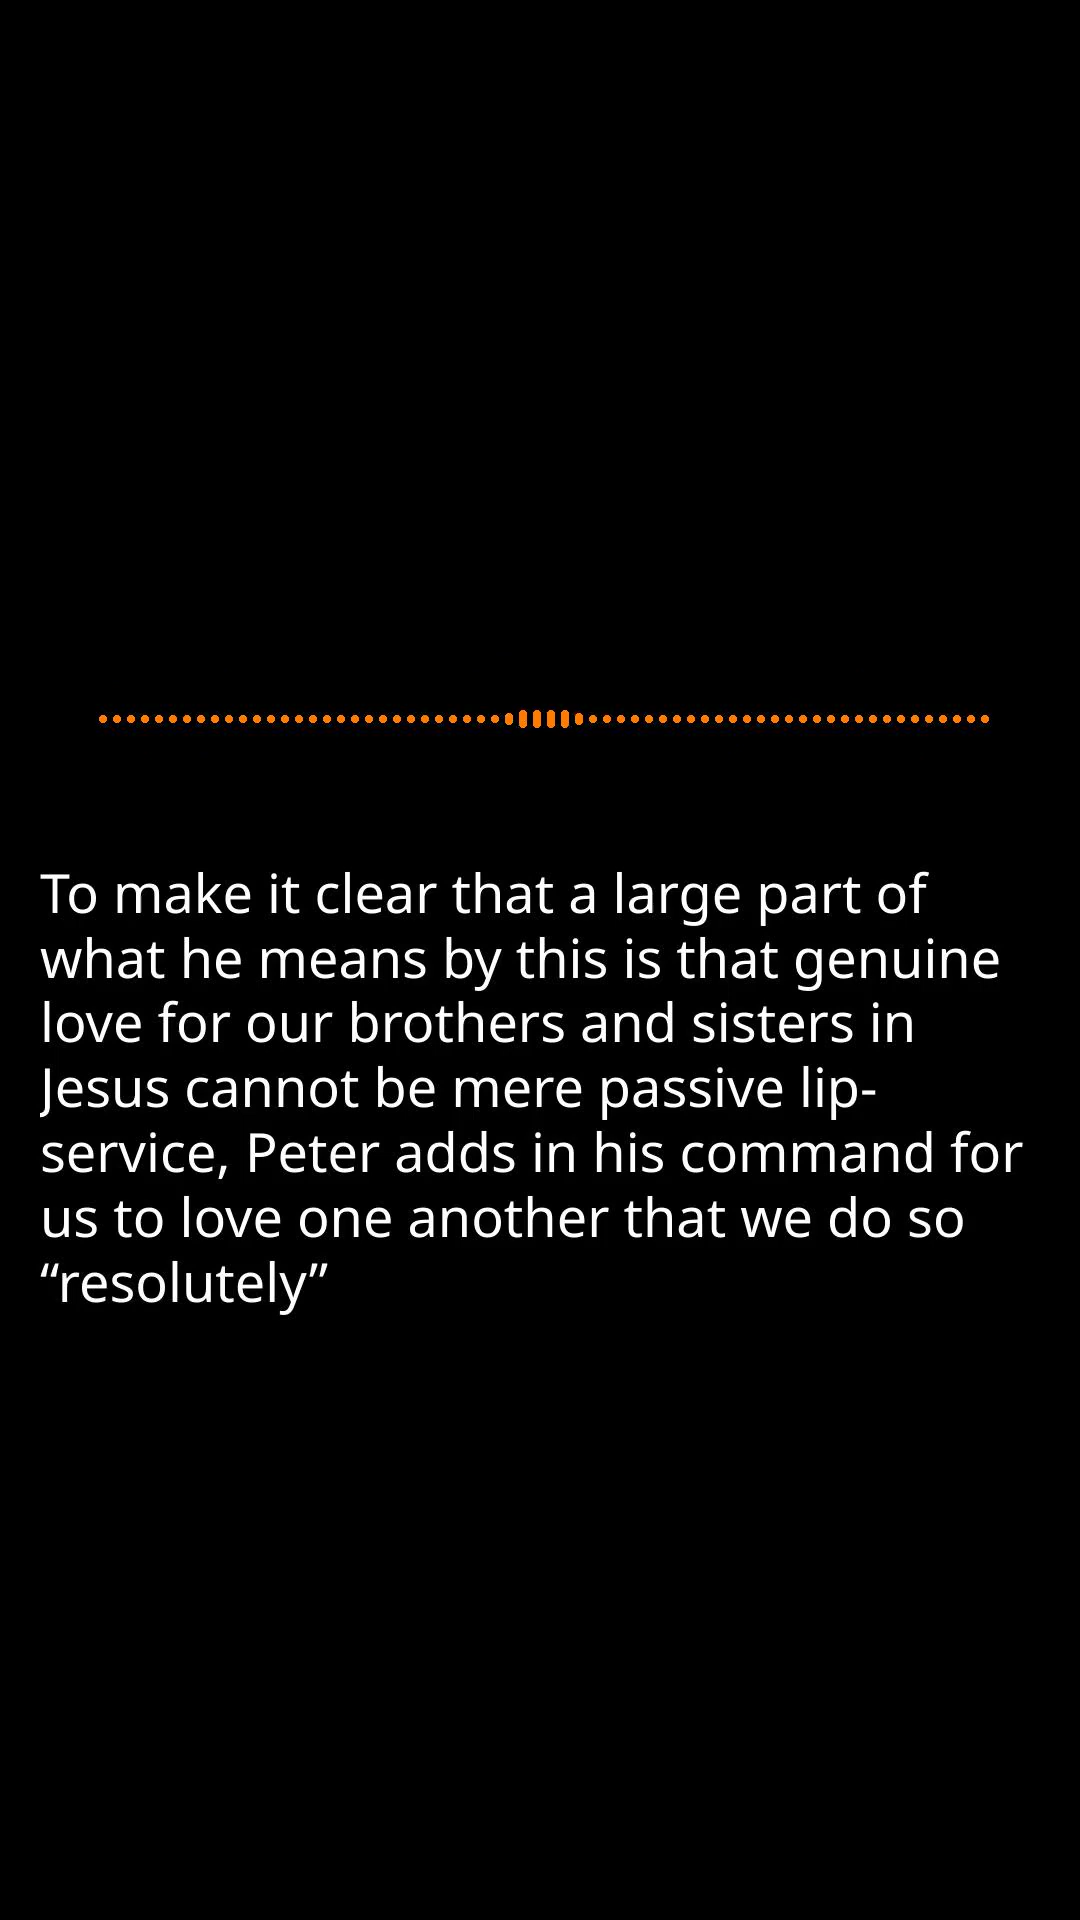 To make it clear that a large part of
what he means by this is that genuine
love for our brothers and sisters in
Jesus cannot be mere passive lip-
service, Peter adds in his command for
us to love one another that we do so
“resolutely”